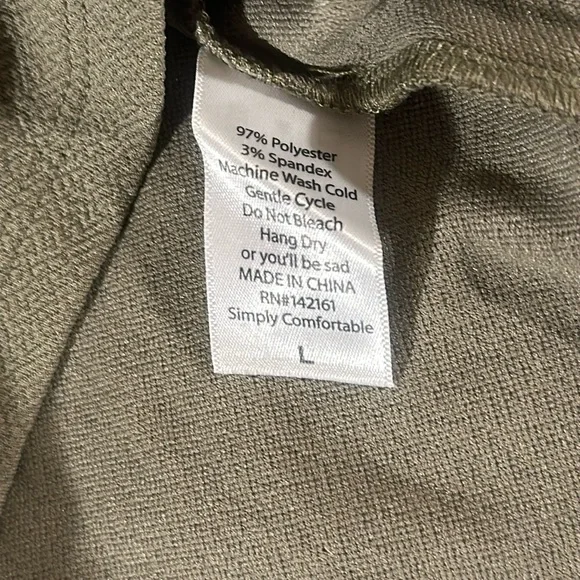 97% Polyester
3% Spandex
Machine Wash Cold
Gentle Cycle
Do Not Bleach
Hang Dry
or you'll be sad
MADE IN CHINA
RN#142161
Simply Comfortable
L